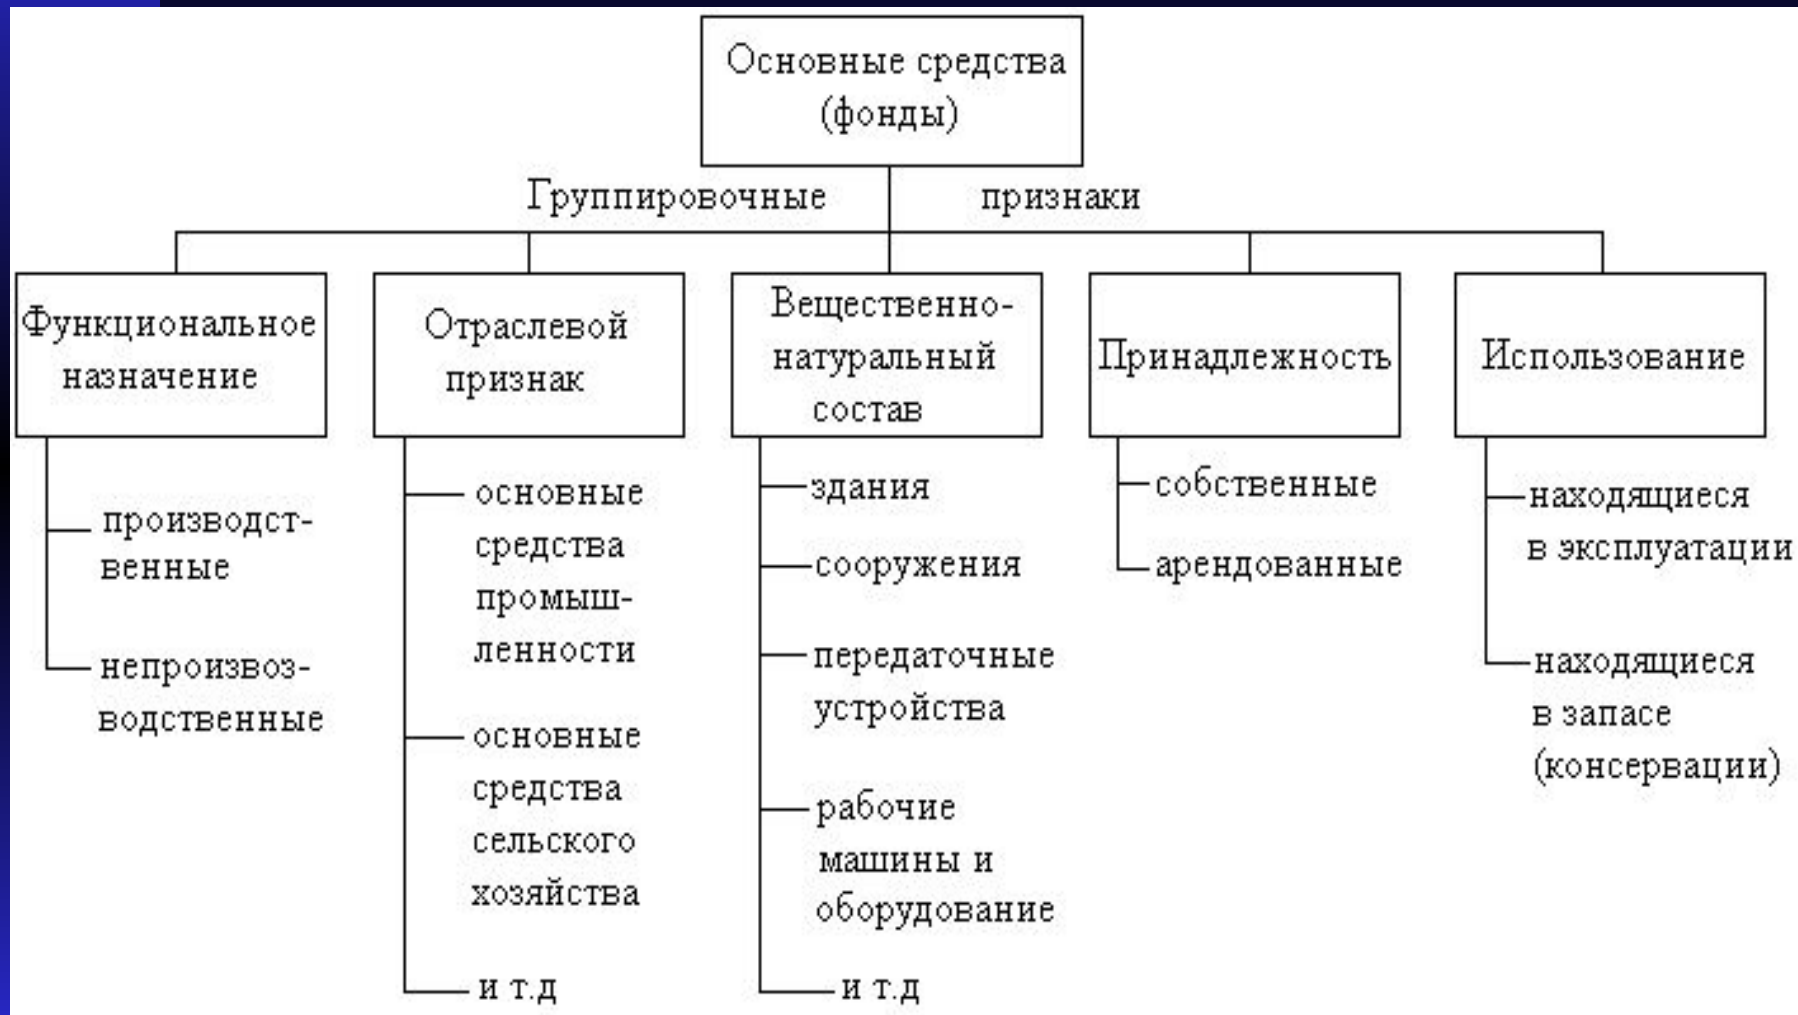 Основные средства
(фонды)
Группировочные признаки
Функциональное
назначение
производст-
венные
непроизвоз-
водственные
Отраслевой
признак
основные
средства
промыш-
ленности
основные
средства
сельского
хозяйства
и т.д
Вещественно-
натуральный
состав
здания
сооружения
передаточные
устройства
рабочие
машины и
оборудование
и т.д
Принадлежность
собственные
арендованные
Использование
находящиеся
в эксплуатации
находящиеся
в запасе
(консервации)